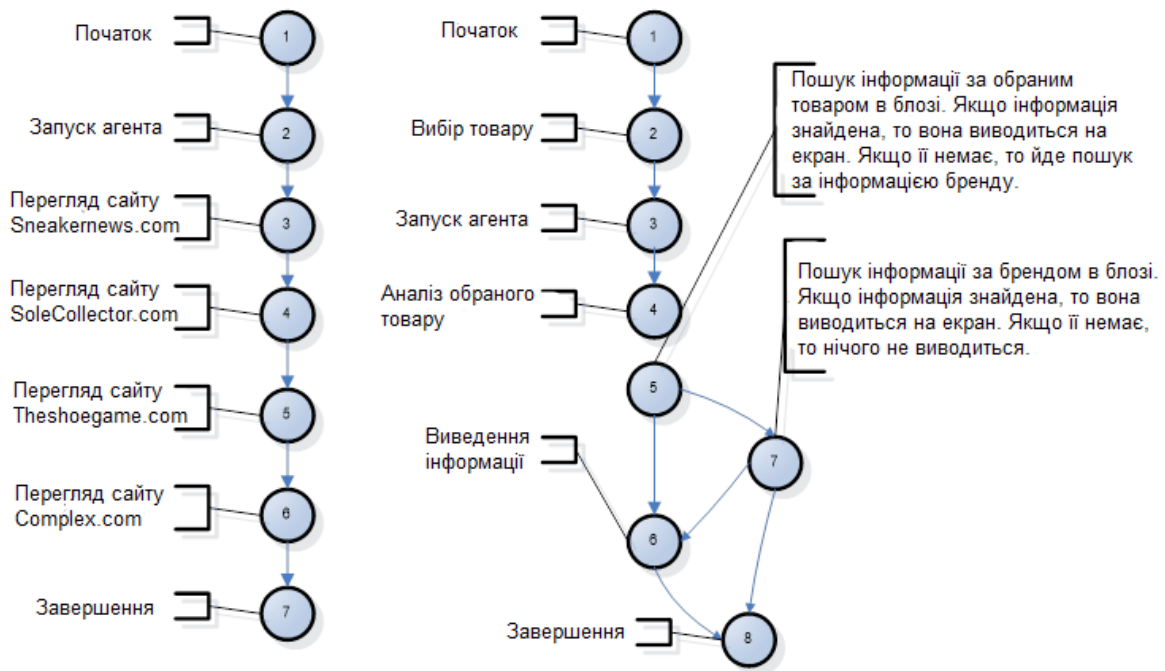 Початок
1
Запуск агента
2
Перегляд сайту
Sneakernews.com
3
Перегляд сайту
SoleCollector.com
4
Перегляд сайту
Theshoegame.com
5
Перегляд сайту
Complex.com
6
Завершення
7
Початок
1
Вибір товару
2
Запуск агента
3
Аналіз обраного
товару
4
Пошук інформації за обраним
товаром в блозі. Якщо інформація
знайдена, то вона виводиться на
екран. Якщо її немає, то йде пошук
за інформацією бренду.
5
Пошук інформації за брендом в блозі.
Якщо інформація знайдена, то вона
виводиться на екран. Якщо її немає,
то нічого не виводиться.
7
Виведення
інформації
6
Завершення
8